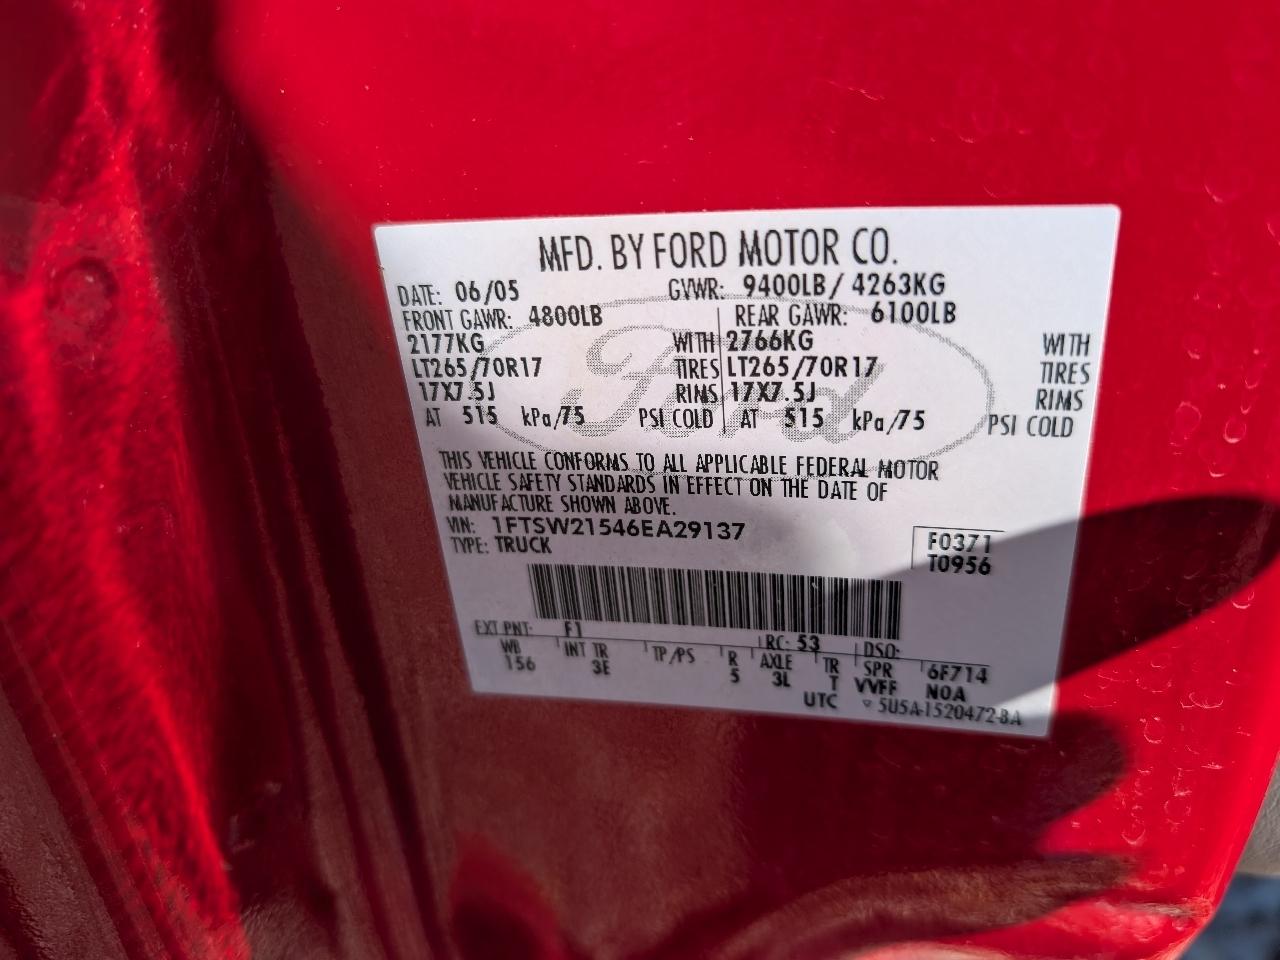 MFD. BY FORD MOTOR CO.
DATE: 06/05 GVWR: 9400LB / 4263KG
FRONT GAWR: 4800LB REAR GAWR: 6100LB
2177KG WITH 2766KG WITH
LT265/70R17 TIRES LT265/70R17 TIRES
17X7.5J RIMS 17X7.5J RIMS
AT 515 kPa/75 PSI COLD AT 515 kPa/75 PSI COLD
Ford
THIS VEHICLE CONFORMS TO ALL APPLICABLE FEDERAL MOTOR
VEHICLE SAFETY STANDARDS IN EFFECT ON THE DATE OF
MANUFACTURE SHOWN ABOVE.
VIN: 1FTSW21546EA29137
TYPE: TRUCK
F0371
T0956
EXT PNT: F1 RC: 53 DSO:
WB INT TR TP/PS R AXLE TR SPR 6F714
156 3E 5 3L T VVFF N0A
UTC ▽ 5U5A-1520472-BA